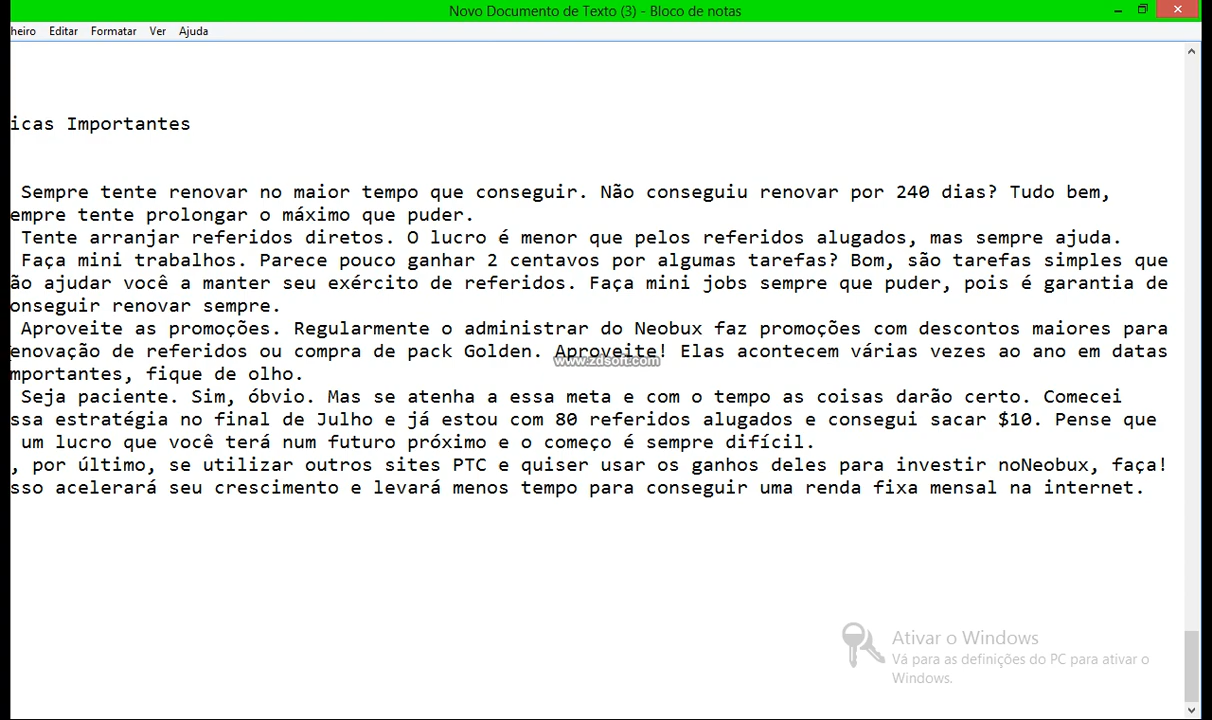 Novo Documento de Texto (3) - Bloco de notas
heiro Editar Formatar Ver Ajuda
icas Importantes
Sempre tente renovar no maior tempo que conseguir. Não conseguiu renovar por 240 dias? Tudo bem,
empre tente prolongar o máximo que puder.
Tente arranjar referidos diretos. O lucro é menor que pelos referidos alugados, mas sempre ajuda.
Faça mini trabalhos. Parece pouco ganhar 2 centavos por algumas tarefas? Bom, são tarefas simples que
ão ajudar você a manter seu exército de referidos. Faça mini jobs sempre que puder, pois é garantia de
onseguir renovar sempre.
Aproveite as promoções. Regularmente o administrar do Neobux faz promoções com descontos maiores para
enovação de referidos ou compra de pack Golden. Aproveite! Elas acontecem várias vezes ao ano em datas
www.zdsoft.com
mportantes, fique de olho.
Seja paciente. Sim, óbvio. Mas se atenha a essa meta e com o tempo as coisas darão certo. Comecei
ssa estratégia no final de Julho e já estou com 80 referidos alugados e consegui sacar $10. Pense que
um lucro que você terá num futuro próximo e o começo é sempre difícil.
, por último, se utilizar outros sites PTC e quiser usar os ganhos deles para investir noNeobux, faça!
sso acelerará seu crescimento e levará menos tempo para conseguir uma renda fixa mensal na internet.
Ativar o Windows
Vá para as definições do PC para ativar o
Windows.